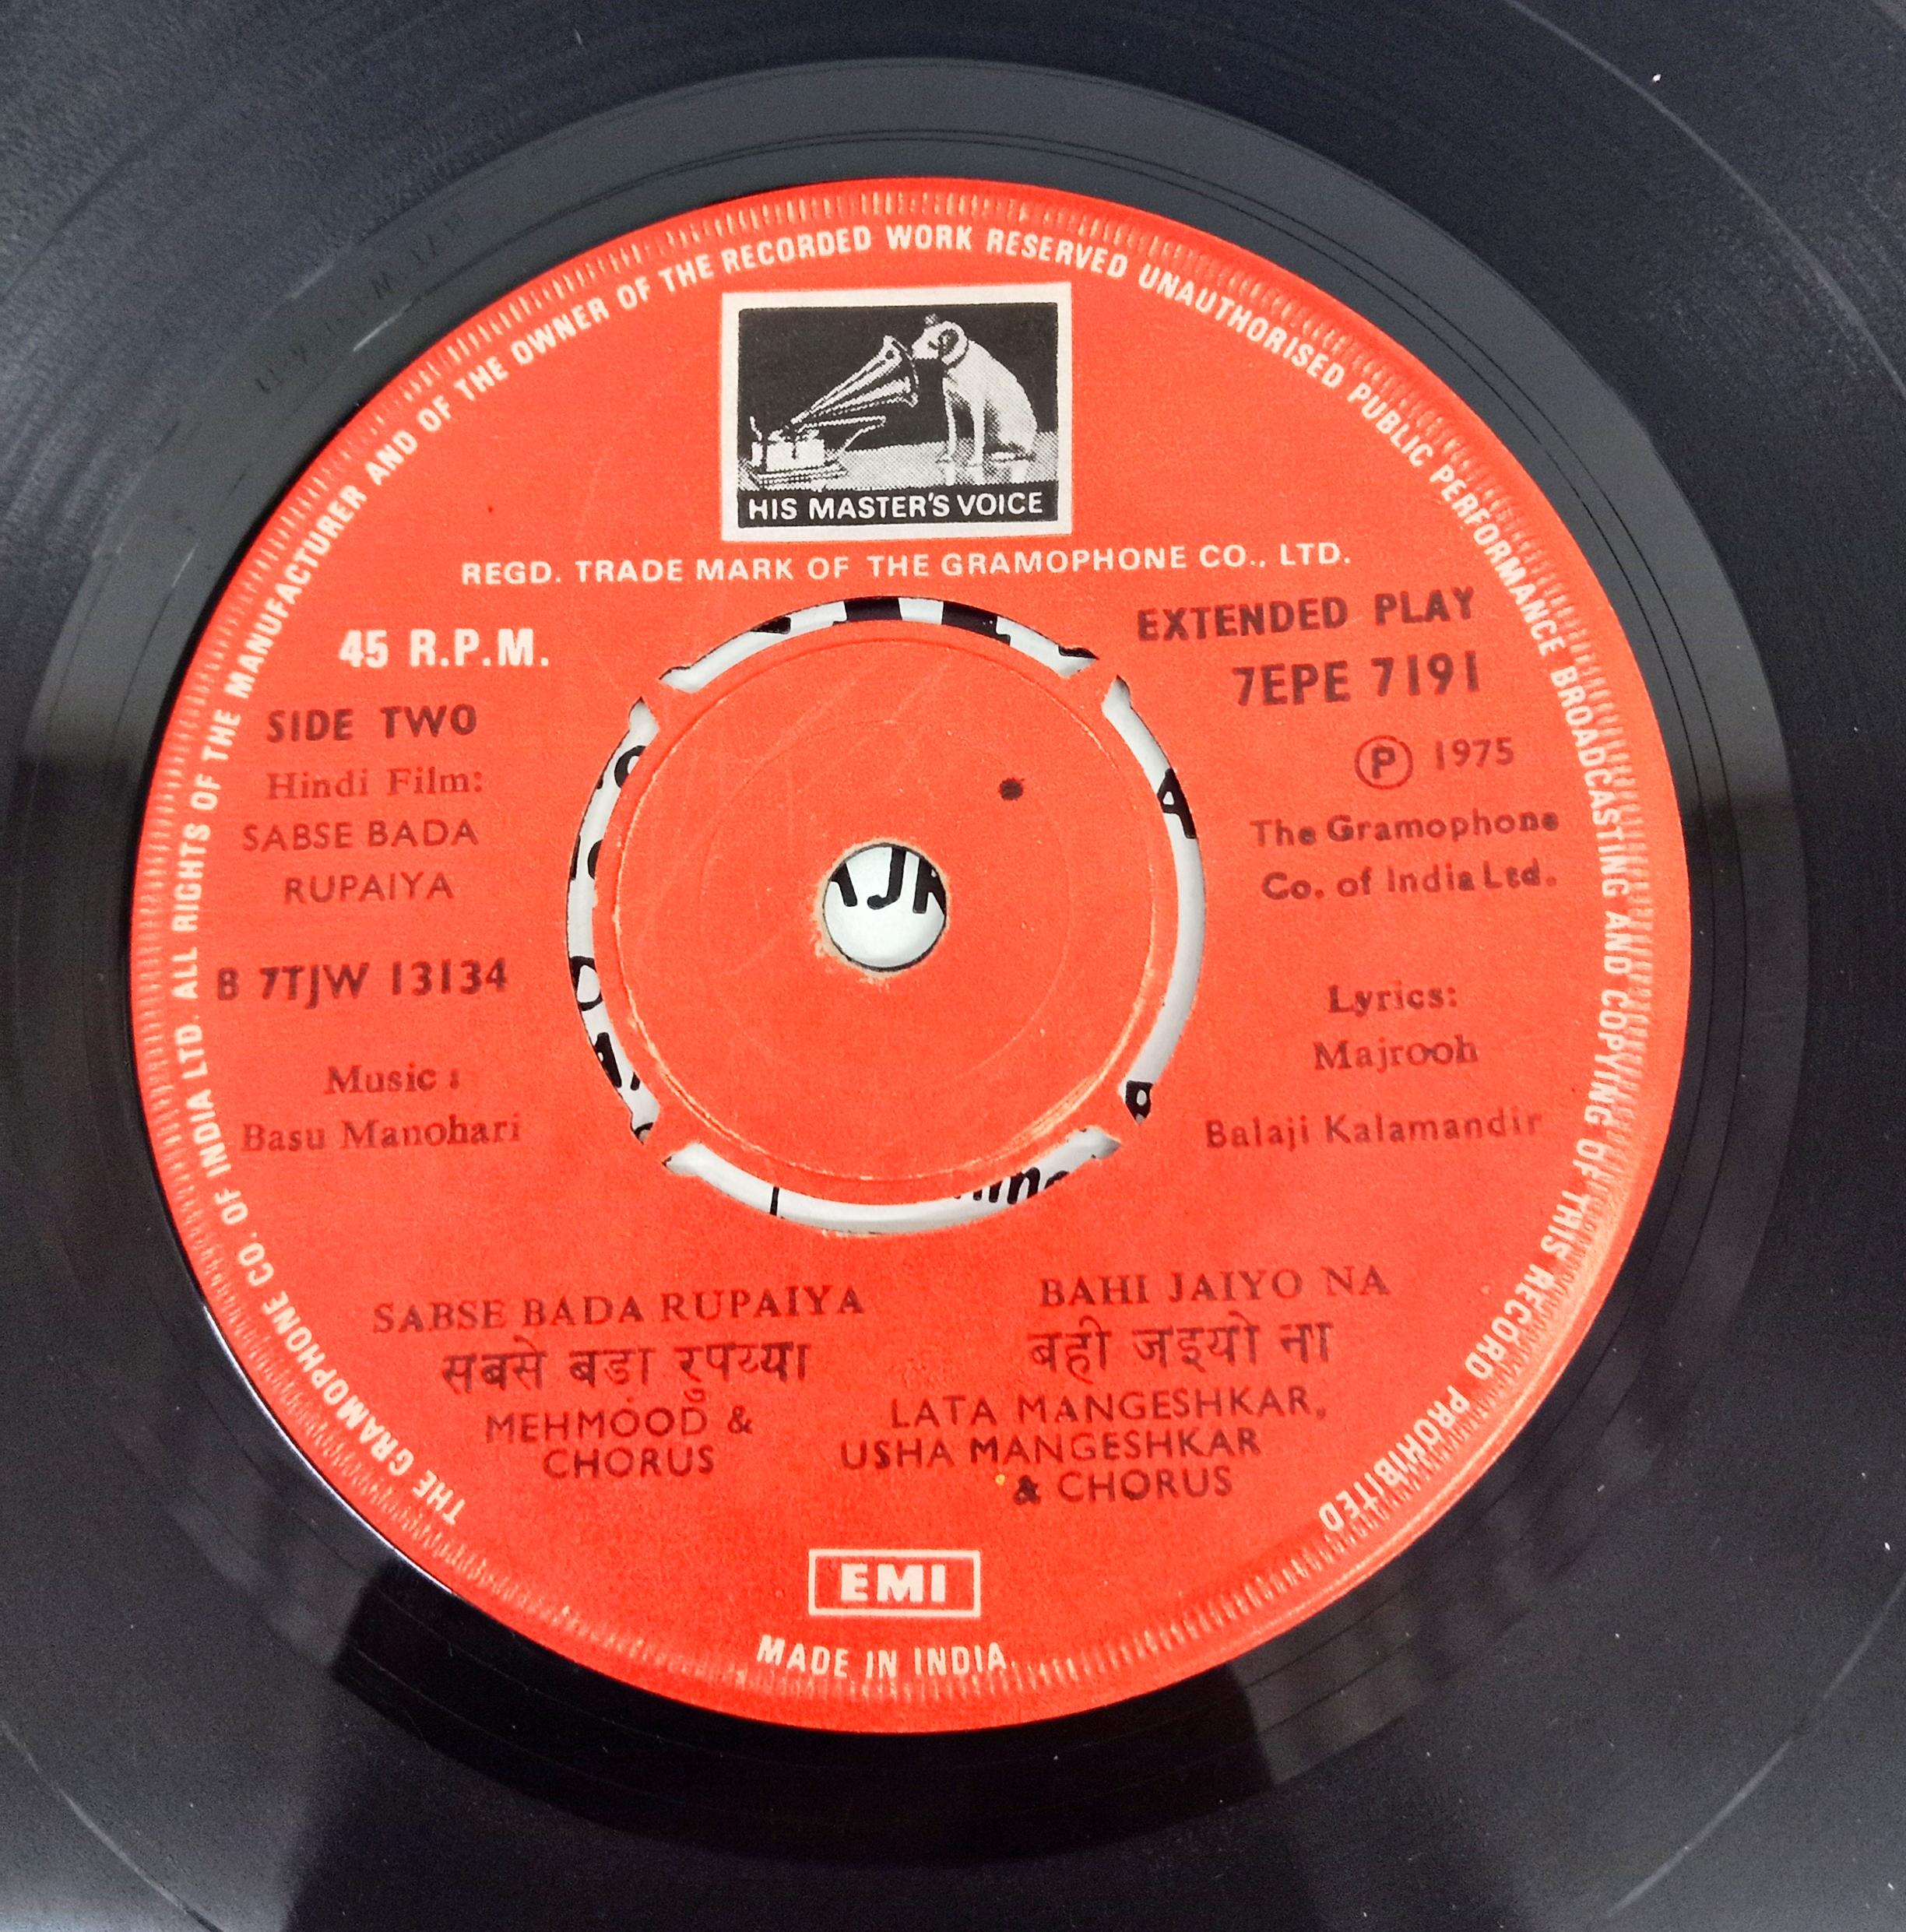 THE GRAMOPHONE CO. OF INDIA LTD. ALL RIGHTS OF THE MANUFACTURER AND OF THE OWNER OF THE RECORDED WORK RESERVED UNAUTHORISED PUBLIC PERFORMANCE BROADCASTING AND COPYING OF THIS RECORD PROHIBITED
HIS MASTER'S VOICE
REGD. TRADE MARK OF THE GRAMOPHONE CO., LTD.
45 R.P.M.
SIDE TWO
Hindi Film:
SABSE BADA
RUPAIYA
B 7TJW 13134
Music :
Basu Manohari
EXTENDED PLAY
7EPE 7191
Ⓟ 1975
The Gramophone
Co. of India Ltd.
Lyrics:
Majrooh
Balaji Kalamandir
SABSE BADA RUPAIYA
सबसे बडा रुपय्या
MEHMOOD &
CHORUS
BAHI JAIYO NA
बही जइयो ना
LATA MANGESHKAR,
USHA MANGESHKAR
& CHORUS
EMI
MADE IN INDIA